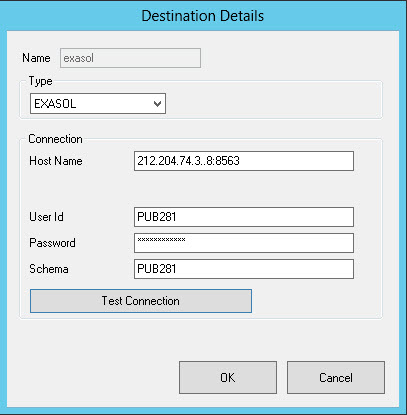 Destination Details
Name exasol
Type
EXASOL
Connection
Host Name 212.204.74.3..8:8563
User Id PUB281
Password ************
Schema PUB281
Test Connection
OK Cancel